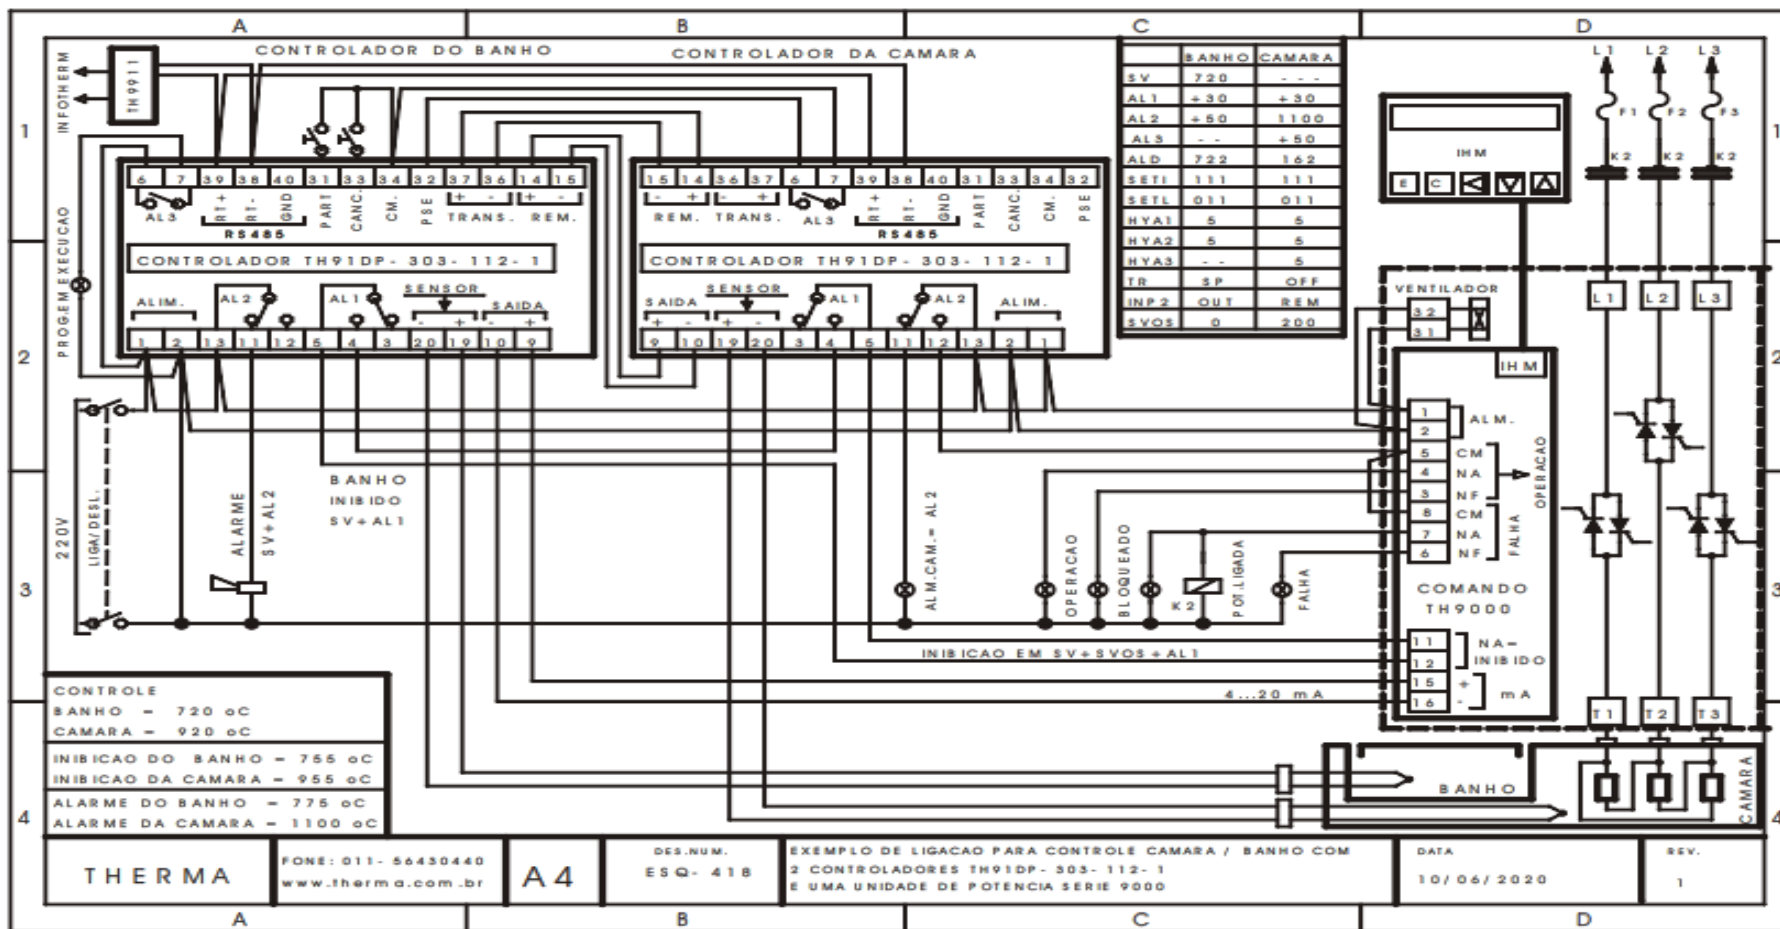 A B C D
CONTROLADOR DO BANHO
CONTROLADOR DA CAMARA
INFOTHERM
TH9911
1
1
6 7 39 38 40 31 33 34 32 37 36 14 15
AL3
RT+
RT-
GND
RS485
PART
CANC.
CM.
PSE
+ -
TRANS.
+ -
REM.
CONTROLADOR TH91DP- 303- 112- 1
ALIM.
AL2
AL1
SENSOR
- +
SAIDA
- +
1 2 13 11 12 5 4 3 20 19 10 9
PROG.EM EXECUCAO
15 14 36 37 6 7 39 38 40 31 33 34 32
- +
REM.
- +
TRANS.
AL3
RT+
RT-
GND
RS485
PART
CANC.
CM.
PSE
CONTROLADOR TH91DP- 303- 112- 1
SAIDA
+ -
SENSOR
+ -
AL1
AL2
ALIM.
9 10 19 20 3 4 5 11 12 13 2 1
BANHO CAMARA
SV 720 - - -
AL1 +30 +30
AL2 +50 1100
AL3 - - +50
ALD 722 162
SETI 111 111
SETL 011 011
HYA1 5 5
HYA2 5 5
HYA3 - - 5
TR SP OFF
INP2 OUT REM
SVOS 0 200
IHM
E C
L1 L2 L3
F1 F2 F3
K2 K2 K2
L1 L2 L3
VENTILADOR
32
31
IHM
2
2
1
2
ALM.
5 CM
4 NA
3 NF
OPERACAO
8 CM
7 NA
6 NF
FALHA
COMANDO
TH9000
11
12
NA=
INIBIDO
15 +
16 -
mA
T1 T2 T3
3
3
220V
LIGA/DESL.
ALARME
SV+AL2
BANHO
INIBIDO
SV+AL1
ALM.CAM.= AL2
OPERACAO
BLOQUEADO
K2
POT.LIGADA
FALHA
INIBICAO EM SV+SVOS+AL1
4...20 mA
BANHO
CAMARA
4
4
CONTROLE
BANHO = 720 oC
CAMARA = 920 oC
INIBICAO DO BANHO = 755 oC
INIBICAO DA CAMARA = 955 oC
ALARME DO BANHO = 775 oC
ALARME DA CAMARA = 1100 oC
THERMA
FONE: 011- 56430440
www.therma.com.br
A4
DES.NUM.
ESQ- 418
EXEMPLO DE LIGACAO PARA CONTROLE CAMARA / BANHO COM
2 CONTROLADORES TH91DP- 303- 112- 1
E UMA UNIDADE DE POTENCIA SERIE 9000
DATA
10/06/2020
REV.
1
A B C D